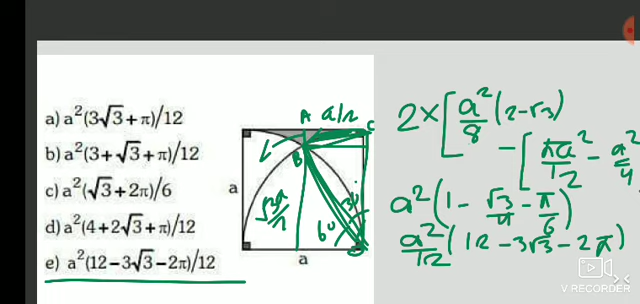 a) a²(3√3 + π)/12
b) a²(3 + √3 + π)/12
c) a²(√3 + 2π)/6
d) a²(4 + 2√3 + π)/12
e) a²(12 − 3√3 − 2π)/12
a
a
A
a/2
C
B
√3a/2
60
2 × [a²/8 (2 − √3)
− [πa²/12 − a²/4
a²(1 − √3/4 − π/6)
a²/12 (12 − 3√3 − 2π)
V RECORDER